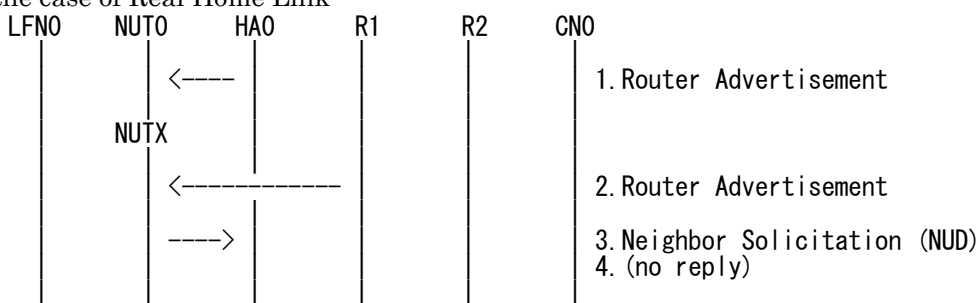 the case of Real Home Link
LFN0 NUT0 HA0 R1 R2 CN0
<---- 1.Router Advertisement
NUTX
<------------ 2.Router Advertisement
----> 3.Neighbor Solicitation (NUD)
4.(no reply)